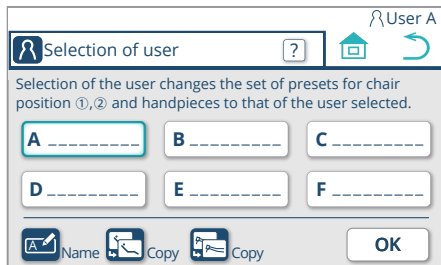 User A
Selection of user ?
Selection of the user changes the set of presets for chair
position ①,② and handpieces to that of the user selected.
A _________ B _________ C _________
D _________ E _________ F _________
A Name Copy Copy OK